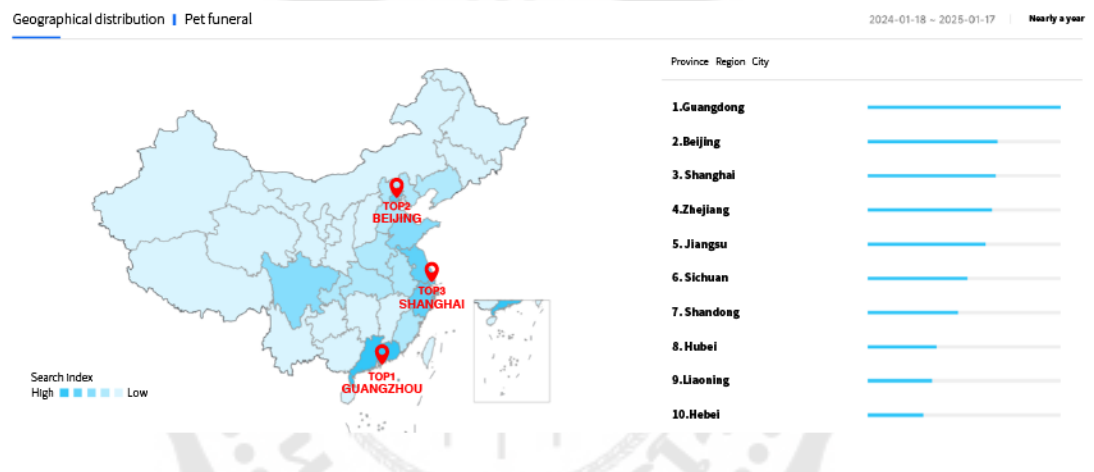 Geographical distribution | Pet funeral
2024-01-18 ~ 2025-01-17 | Nearly a year
Province Region City
1.Guangdong
2.Beijing
3. Shanghai
4.Zhejiang
5. Jiangsu
6. Sichuan
7. Shandong
8. Hubei
9.Liaoning
10.Hebei
TOP2
BEIJING
TOP3
SHANGHAI
TOP1
GUANGZHOU
Search Index
High Low